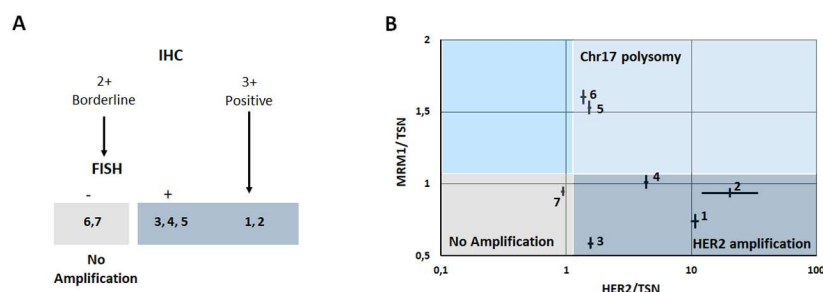 A
IHC
2+
Borderline
3+
Positive
FISH
-
+
6,7
3, 4, 5
1, 2
No
Amplification
B
MRM1/TSN
2
1,5
1
0,5
Chr17 polysomy
6
5
4
2
7
1
3
No Amplification
HER2 amplification
0,1
1
10
100
HER2/TSN